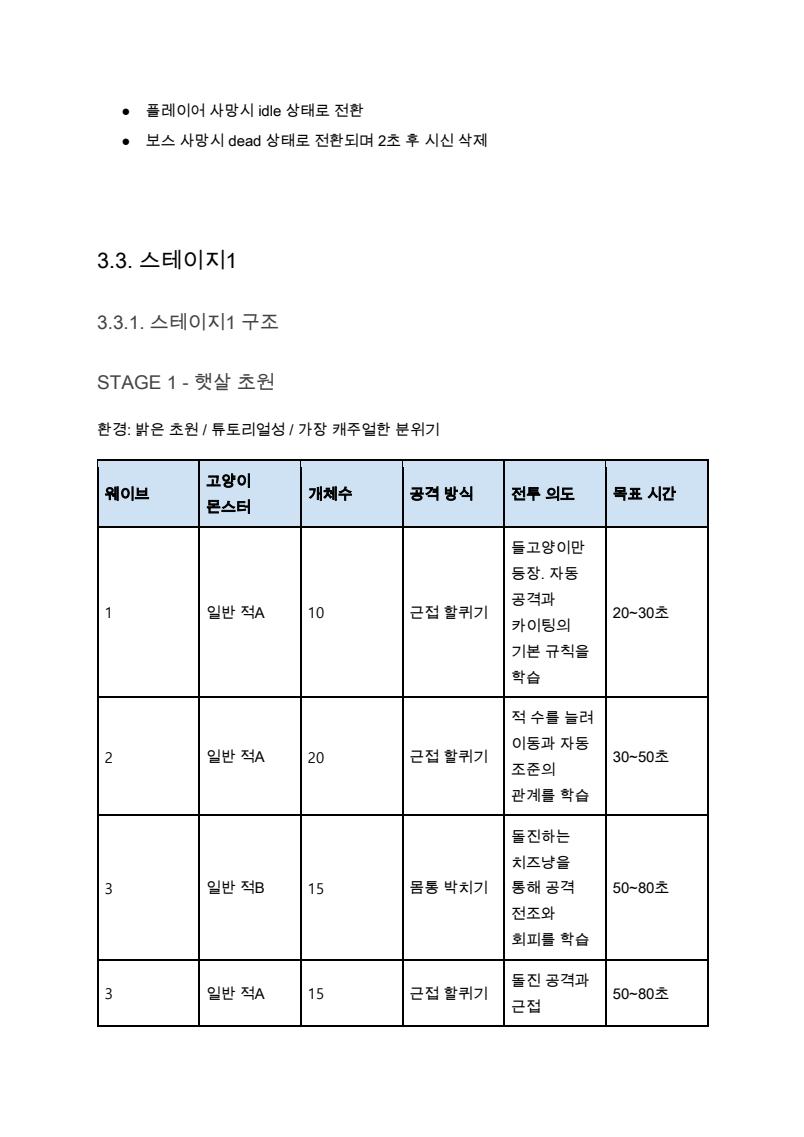 ● 플레이어 사망시 idle 상태로 전환
● 보스 사망시 dead 상태로 전환되며 2초 후 시신 삭제
3.3. 스테이지1
3.3.1. 스테이지1 구조
STAGE 1 - 햇살 초원
환경: 밝은 초원 / 튜토리얼성 / 가장 캐주얼한 분위기
웨이브
고양이
몬스터
개체수
공격 방식
전투 의도
목표 시간
1
일반 적A
10
근접 할퀴기
들고양이만
등장. 자동
공격과
카이팅의
기본 규칙을
학습
20~30초
2
일반 적A
20
근접 할퀴기
적 수를 늘려
이동과 자동
조준의
관계를 학습
30~50초
3
일반 적B
15
몸통 박치기
돌진하는
치즈냥을
통해 공격
전조와
회피를 학습
50~80초
3
일반 적A
15
근접 할퀴기
돌진 공격과
근접
50~80초